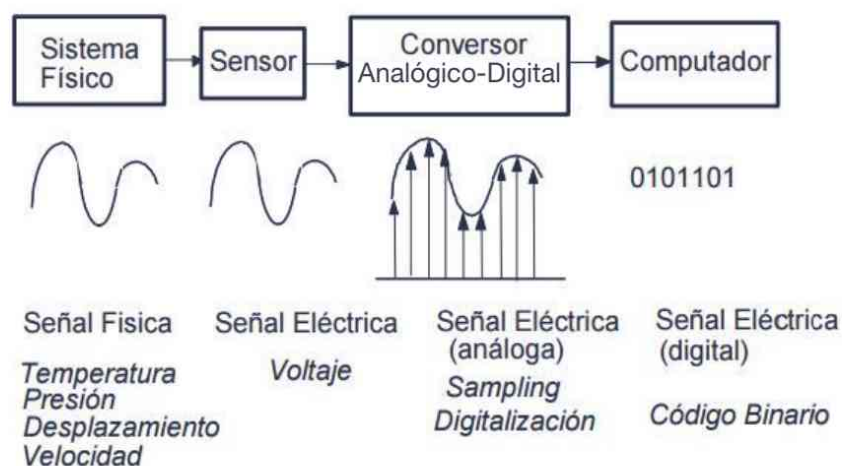 Sistema
Físico
Sensor
Conversor
Analógico-Digital
Computador
0101101
Señal Fisica
Temperatura
Presión
Desplazamiento
Velocidad
Señal Eléctrica
Voltaje
Señal Eléctrica
(análoga)
Sampling
Digitalización
Señal Eléctrica
(digital)
Código Binario